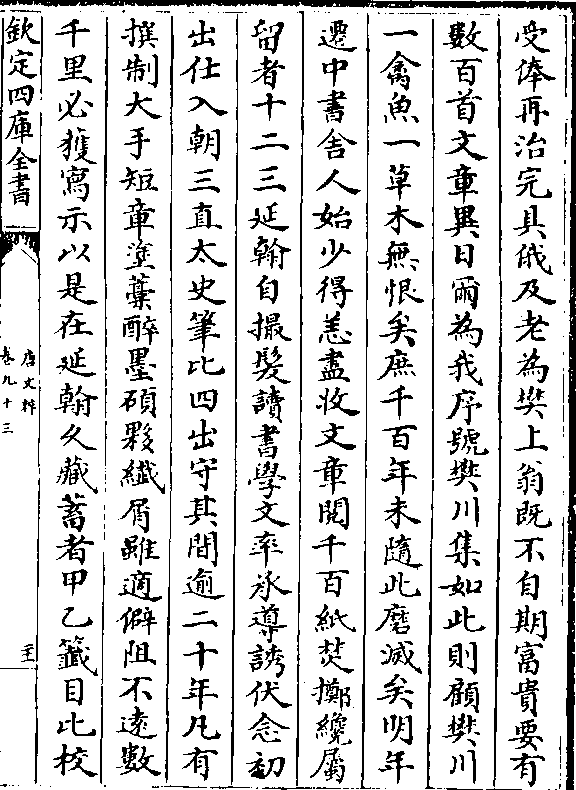 受俸再治完具俄及老為樊上翁既不自期富貴要有
數百首文章異日爾為我序號樊川集如此則顧樊川
一禽魚一草木無恨矣庶千百年未隨此磨滅矣明年
遷中書舍人始少得恙盡收文章閱千百紙焚擲纔屬
留者十二三延翰自撮髮讀書學文率承導誘伏念初
出仕入朝三直太史筆比四出守其間逾二十年凡有
撰制大手短章塗藁醉墨碩夥纎屑雖適僻阻不逺數
千里必獲寫示以是在延翰久藏蓄者甲乙籤目比校
欽定四庫全書
唐文粹
卷九十三